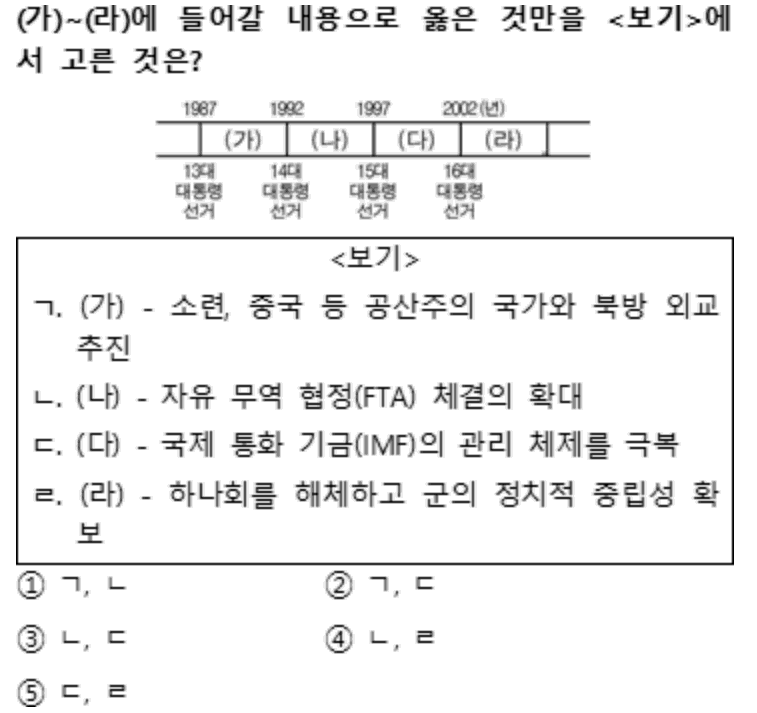 (가)~(라)에 들어갈 내용으로 옳은 것만을 <보기>에
서 고른 것은?
1987 1992 1997 2002(년)
(가) (나) (다) (라)
13대 14대 15대 16대
대통령 대통령 대통령 대통령
선거 선거 선거 선거
<보기>
ㄱ. (가) - 소련, 중국 등 공산주의 국가와 북방 외교
추진
ㄴ. (나) - 자유 무역 협정(FTA) 체결의 확대
ㄷ. (다) - 국제 통화 기금(IMF)의 관리 체제를 극복
ㄹ. (라) - 하나회를 해체하고 군의 정치적 중립성 확
보
① ㄱ, ㄴ ② ㄱ, ㄷ
③ ㄴ, ㄷ ④ ㄴ, ㄹ
⑤ ㄷ, ㄹ